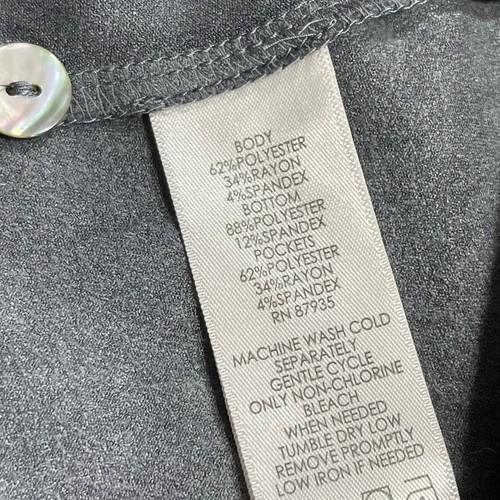 BODY
62%POLYESTER
34%RAYON
4%SPANDEX
BOTTOM
88%POLYESTER
12%SPANDEX
POCKETS
62%POLYESTER
34%RAYON
4%SPANDEX
RN 87935
MACHINE WASH COLD
SEPARATELY
GENTLE CYCLE
ONLY NON-CHLORINE
BLEACH
WHEN NEEDED
TUMBLE DRY LOW
REMOVE PROMPTLY
LOW IRON IF NEEDED